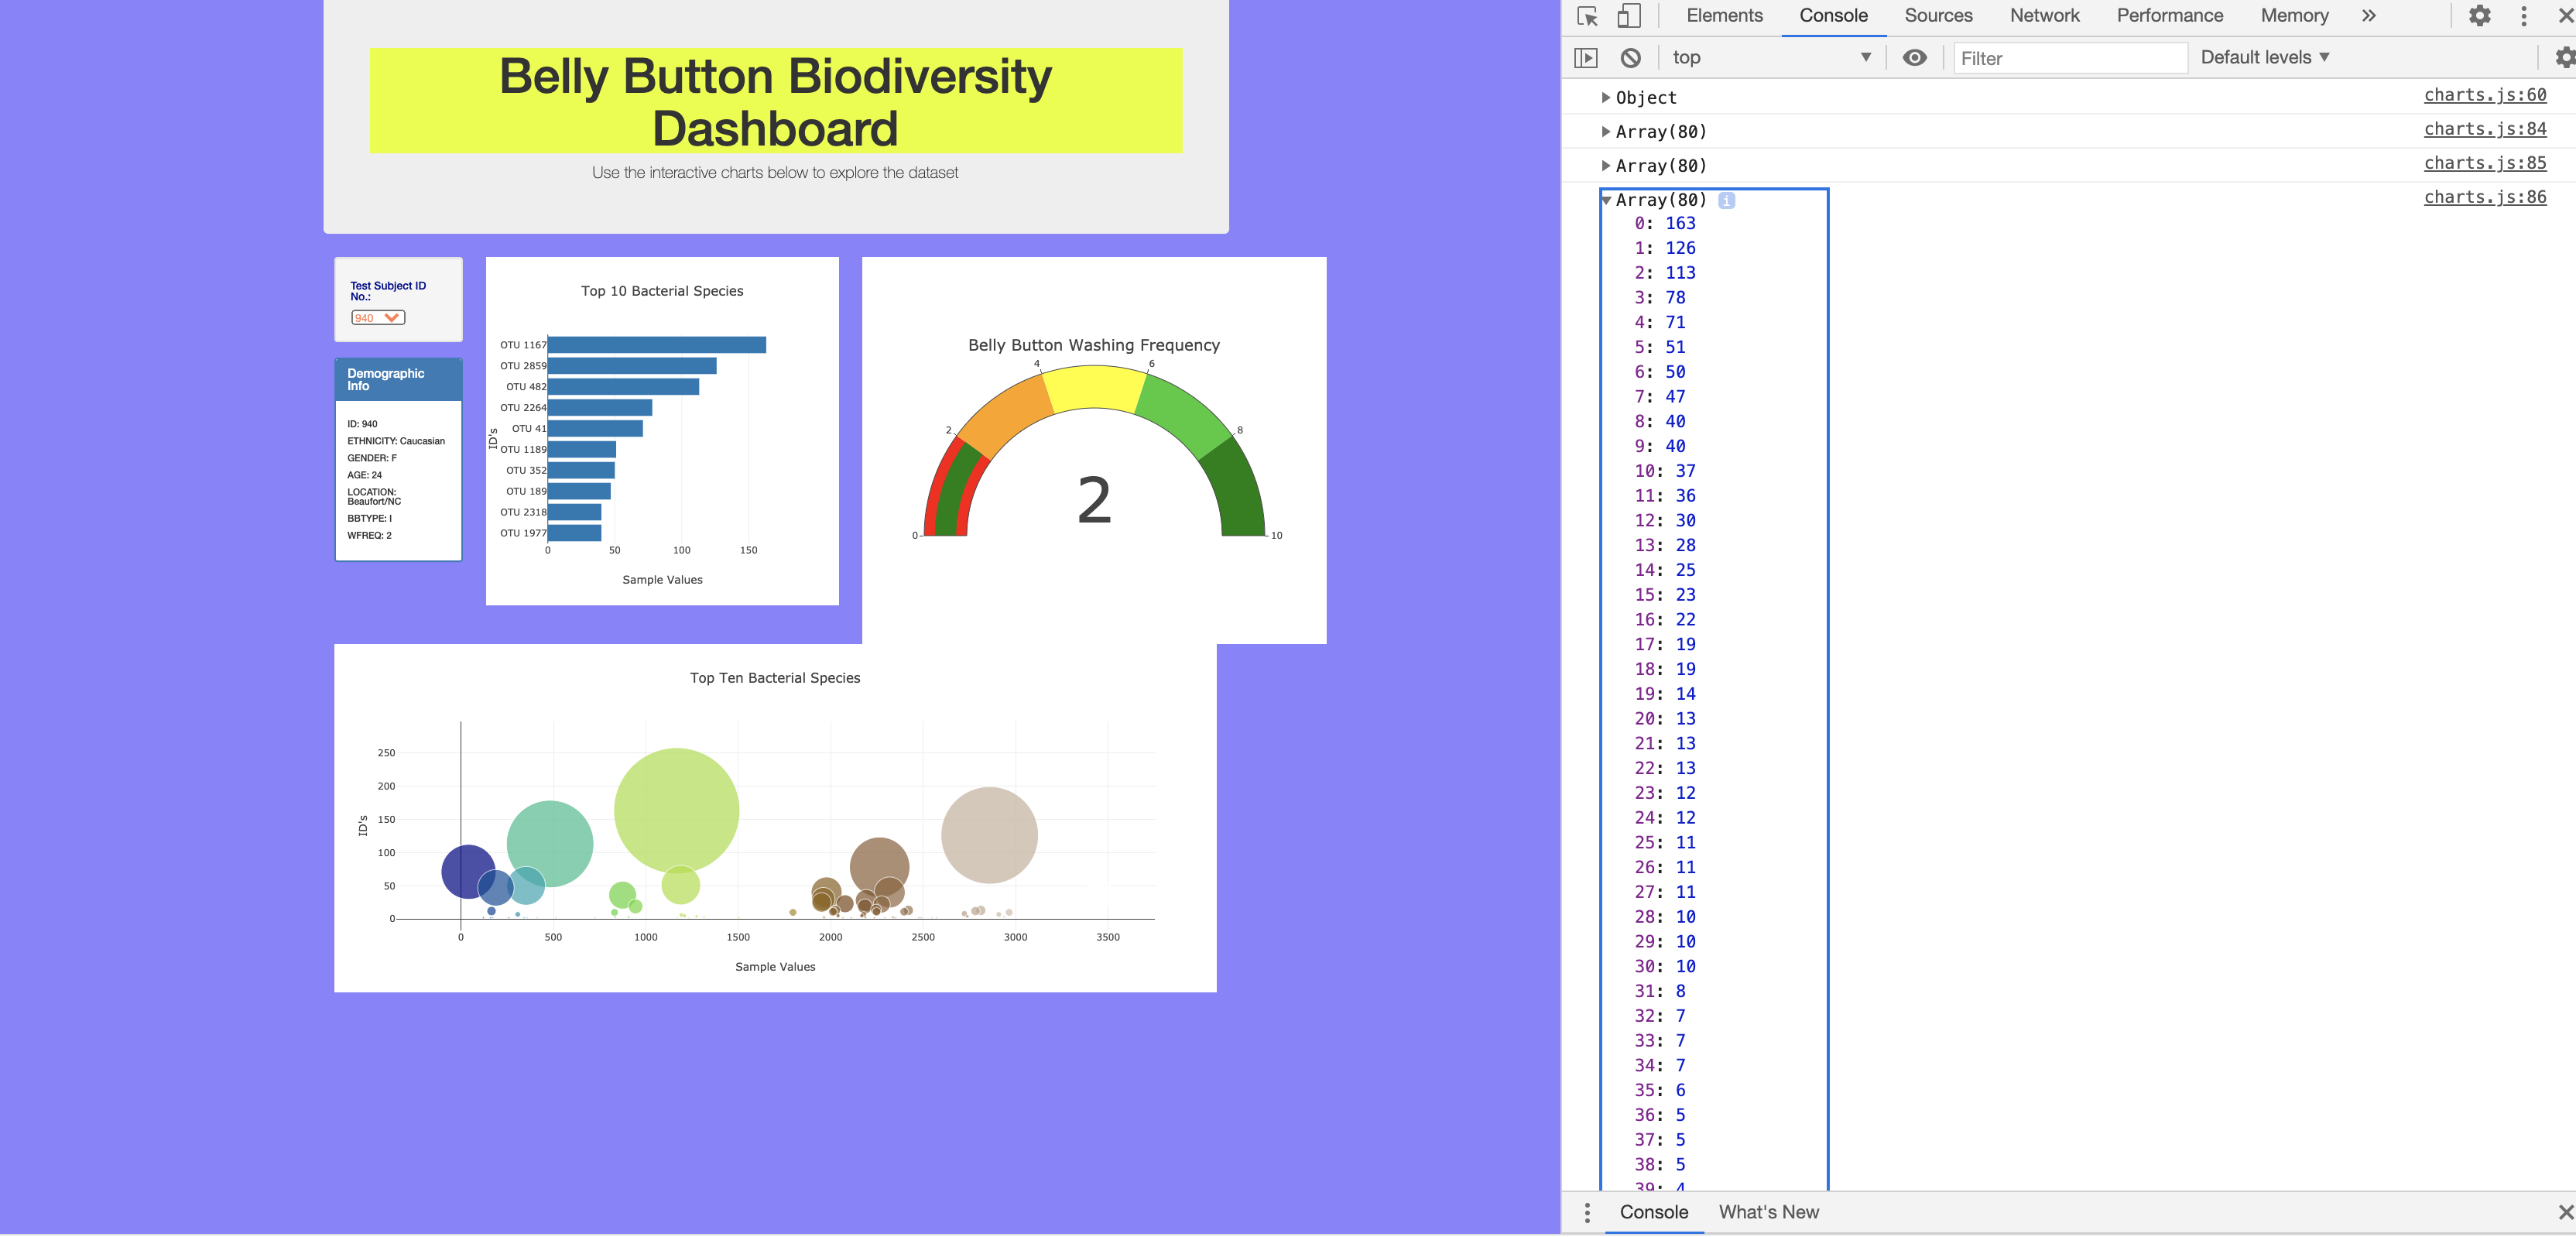 Belly Button Biodiversity
Dashboard
Use the interactive charts below to explore the dataset
Test Subject ID
No.:
940
Demographic
Info
ID: 940
ETHNICITY: Caucasian
GENDER: F
AGE: 24
LOCATION:
Beaufort/NC
BBTYPE: I
WFREQ: 2
Top 10 Bacterial Species
ID's
OTU 1167
OTU 2859
OTU 482
OTU 2264
OTU 41
OTU 1189
OTU 352
OTU 189
OTU 2318
OTU 1977
0 50 100 150
Sample Values
Belly Button Washing Frequency
0
2
4
6
8
10
2
Top Ten Bacterial Species
ID's
250
200
150
100
50
0
0 500 1000 1500 2000 2500 3000 3500
Sample Values
Elements Console Sources Network Performance Memory
top Filter Default levels
Object charts.js:60
Array(80) charts.js:84
Array(80) charts.js:85
Array(80) i charts.js:86
0: 163
1: 126
2: 113
3: 78
4: 71
5: 51
6: 50
7: 47
8: 40
9: 40
10: 37
11: 36
12: 30
13: 28
14: 25
15: 23
16: 22
17: 19
18: 19
19: 14
20: 13
21: 13
22: 13
23: 12
24: 12
25: 11
26: 11
27: 11
28: 10
29: 10
30: 10
31: 8
32: 7
33: 7
34: 7
35: 6
36: 5
37: 5
38: 5
39: 4
Console What's New